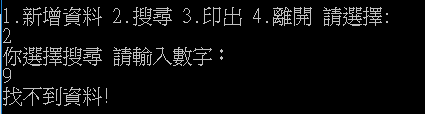 1.新增資料 2.搜尋 3.印出 4.離開 請選擇:
2
你選擇搜尋 請輸入數字：
9
找不到資料!